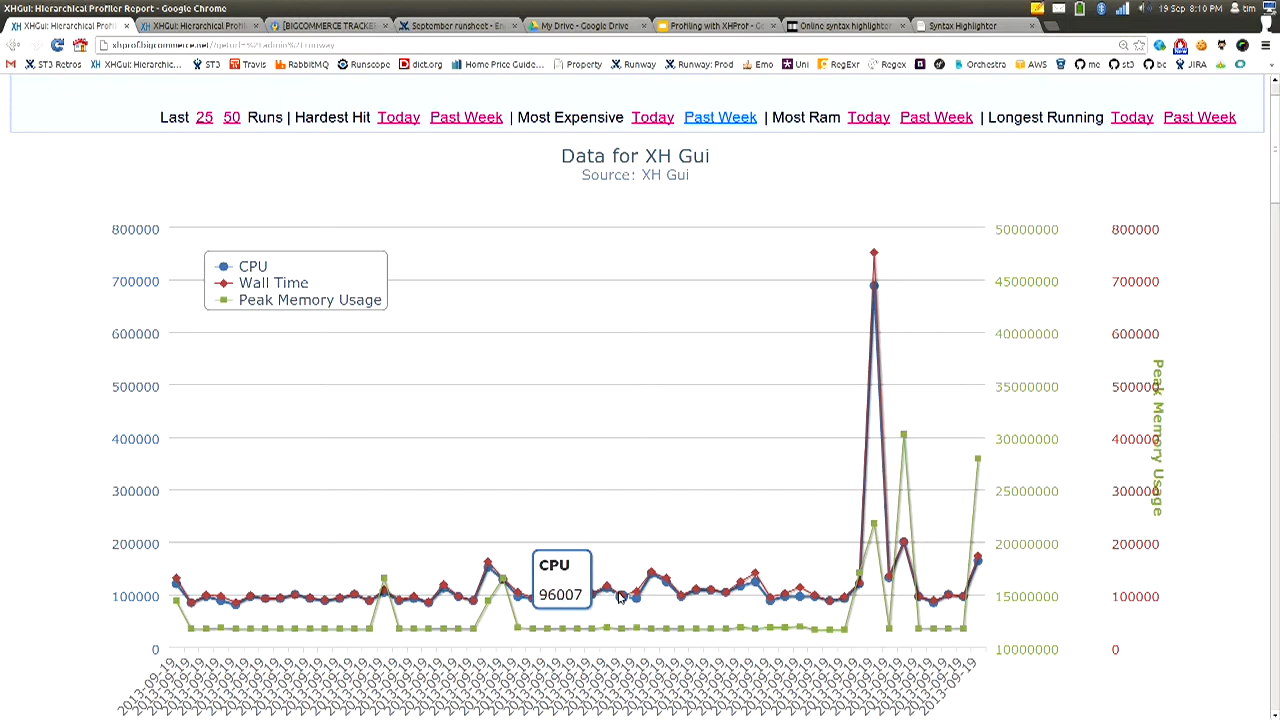 XHGui: Hierarchical Profiler Report - Google Chrome
19 Sep 8:10 PM tim
XHGui: Hierarchical Profil
XHGui: Hierarchical Profil
[BIGCOMMERCE TRACKER
September runsheet - En
My Drive - Google Drive
Profiling with XHProf - Go
Online syntax highlighter
Syntax Highlighter
ST3 Retros
XHGui: Hierarchic...
ST3
Travis
RabbitMQ
Runscope
dict.org
Home Price Guide...
Property
Runway
Runway: Prod
Emo
Uni
RegExr
Regex
Orchestra
AWS
me
st3
bc
JIRA
Last 25 50 Runs | Hardest Hit Today Past Week | Most Expensive Today Past Week | Most Ram Today Past Week | Longest Running Today Past Week
Data for XH Gui
Source: XH Gui
CPU
Wall Time
Peak Memory Usage
800000
700000
600000
500000
400000
300000
200000
100000
0
50000000
45000000
40000000
35000000
30000000
25000000
20000000
15000000
10000000
800000
700000
600000
500000
400000
300000
200000
100000
0
Peak Memory Usage
CPU
96007
2013-09-19